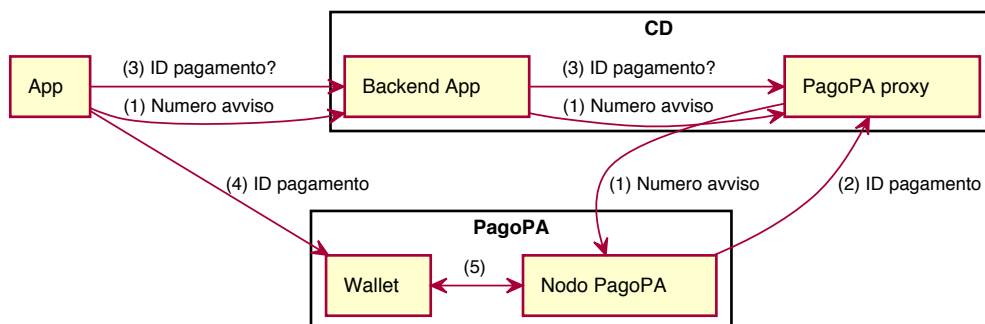 CD
App
(3) ID pagamento?
Backend App
(3) ID pagamento?
PagoPA proxy
(1) Numero avviso
(1) Numero avviso
(4) ID pagamento
(1) Numero avviso
(2) ID pagamento
PagoPA
Wallet
(5)
Nodo PagoPA